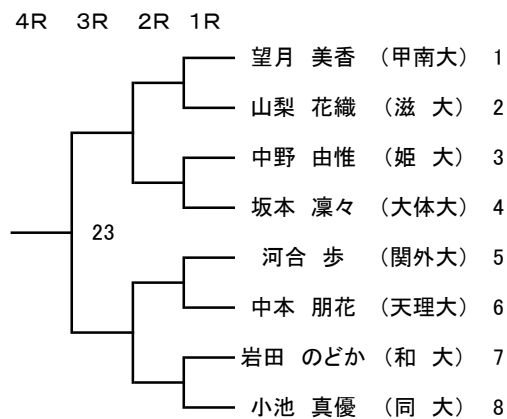 4R 3R 2R 1R
望月 美香 （甲南大） 1
山梨 花織 （滋 大） 2
中野 由惟 （姫 大） 3
坂本 凜々 （大体大） 4
23
河合 歩 （関外大） 5
中本 朋花 （天理大） 6
岩田 のどか （和 大） 7
小池 真優 （同 大） 8